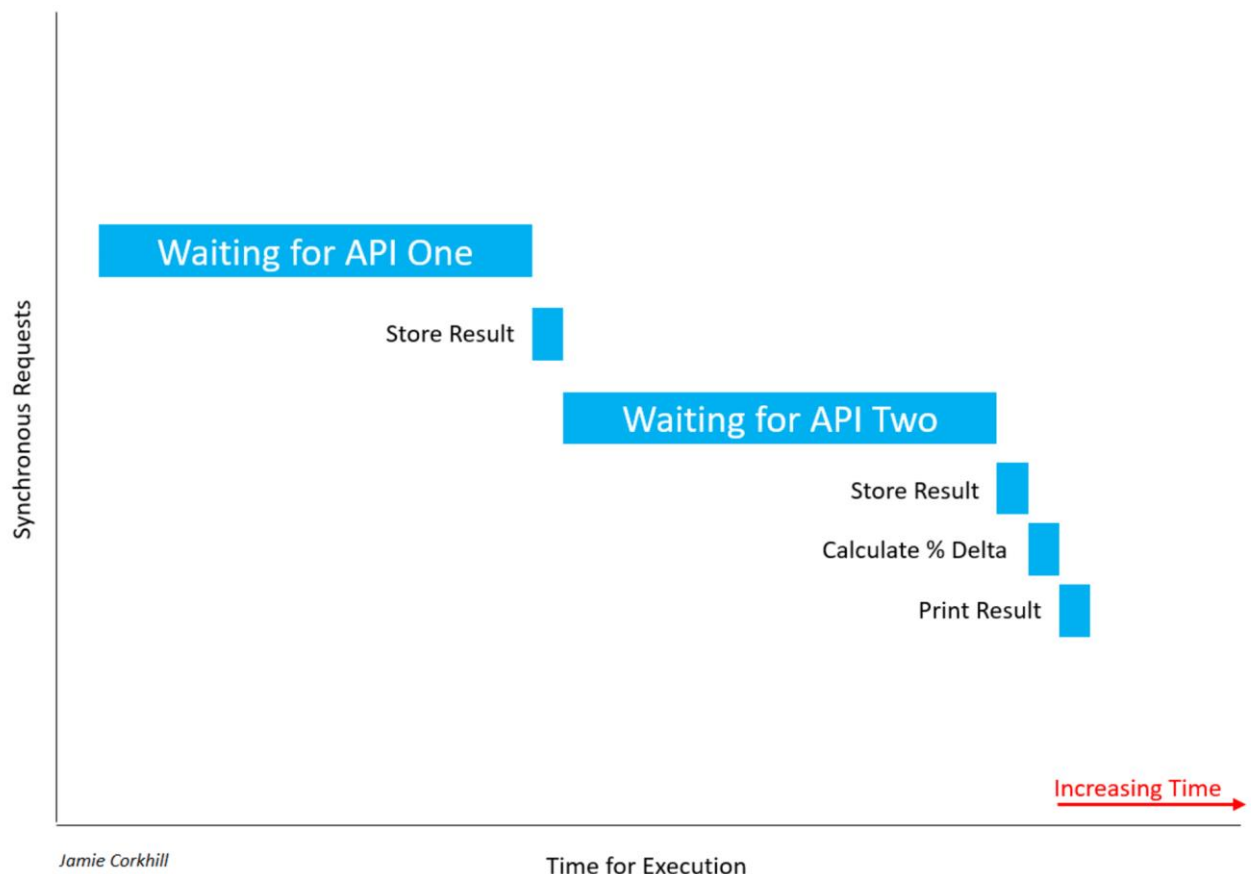 Waiting for API One
Store Result
Waiting for API Two
Store Result
Calculate % Delta
Print Result
Synchronous Requests
Increasing Time
Jamie Corkhill
Time for Execution